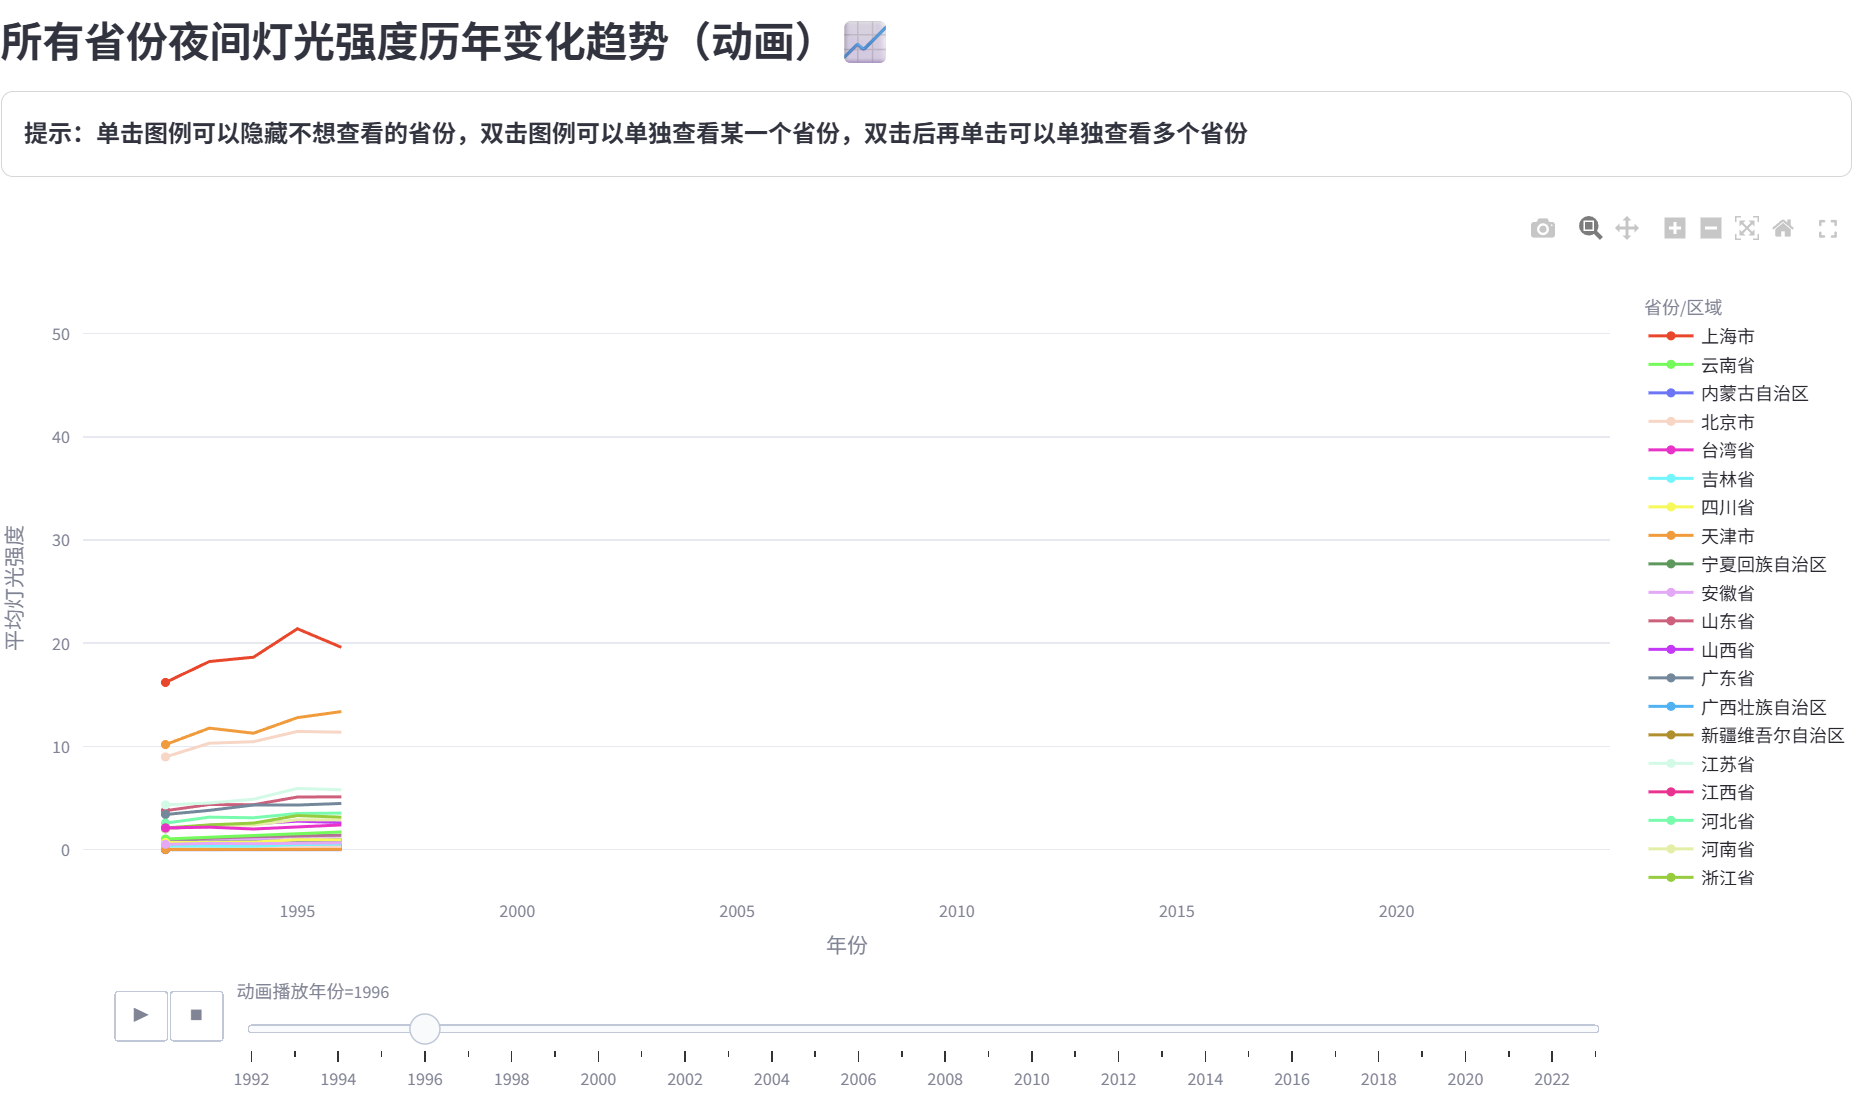 所有省份夜间灯光强度历年变化趋势（动画）
提示：单击图例可以隐藏不想查看的省份，双击图例可以单独查看某一个省份，双击后再单击可以单独查看多个省份
省份/区域
上海市
云南省
内蒙古自治区
北京市
台湾省
吉林省
四川省
天津市
宁夏回族自治区
安徽省
山东省
山西省
广东省
广西壮族自治区
新疆维吾尔自治区
江苏省
江西省
河北省
河南省
浙江省
平均灯光强度
50
40
30
20
10
0
1995 2000 2005 2010 2015 2020
年份
动画播放年份=1996
1992 1994 1996 1998 2000 2002 2004 2006 2008 2010 2012 2014 2016 2018 2020 2022